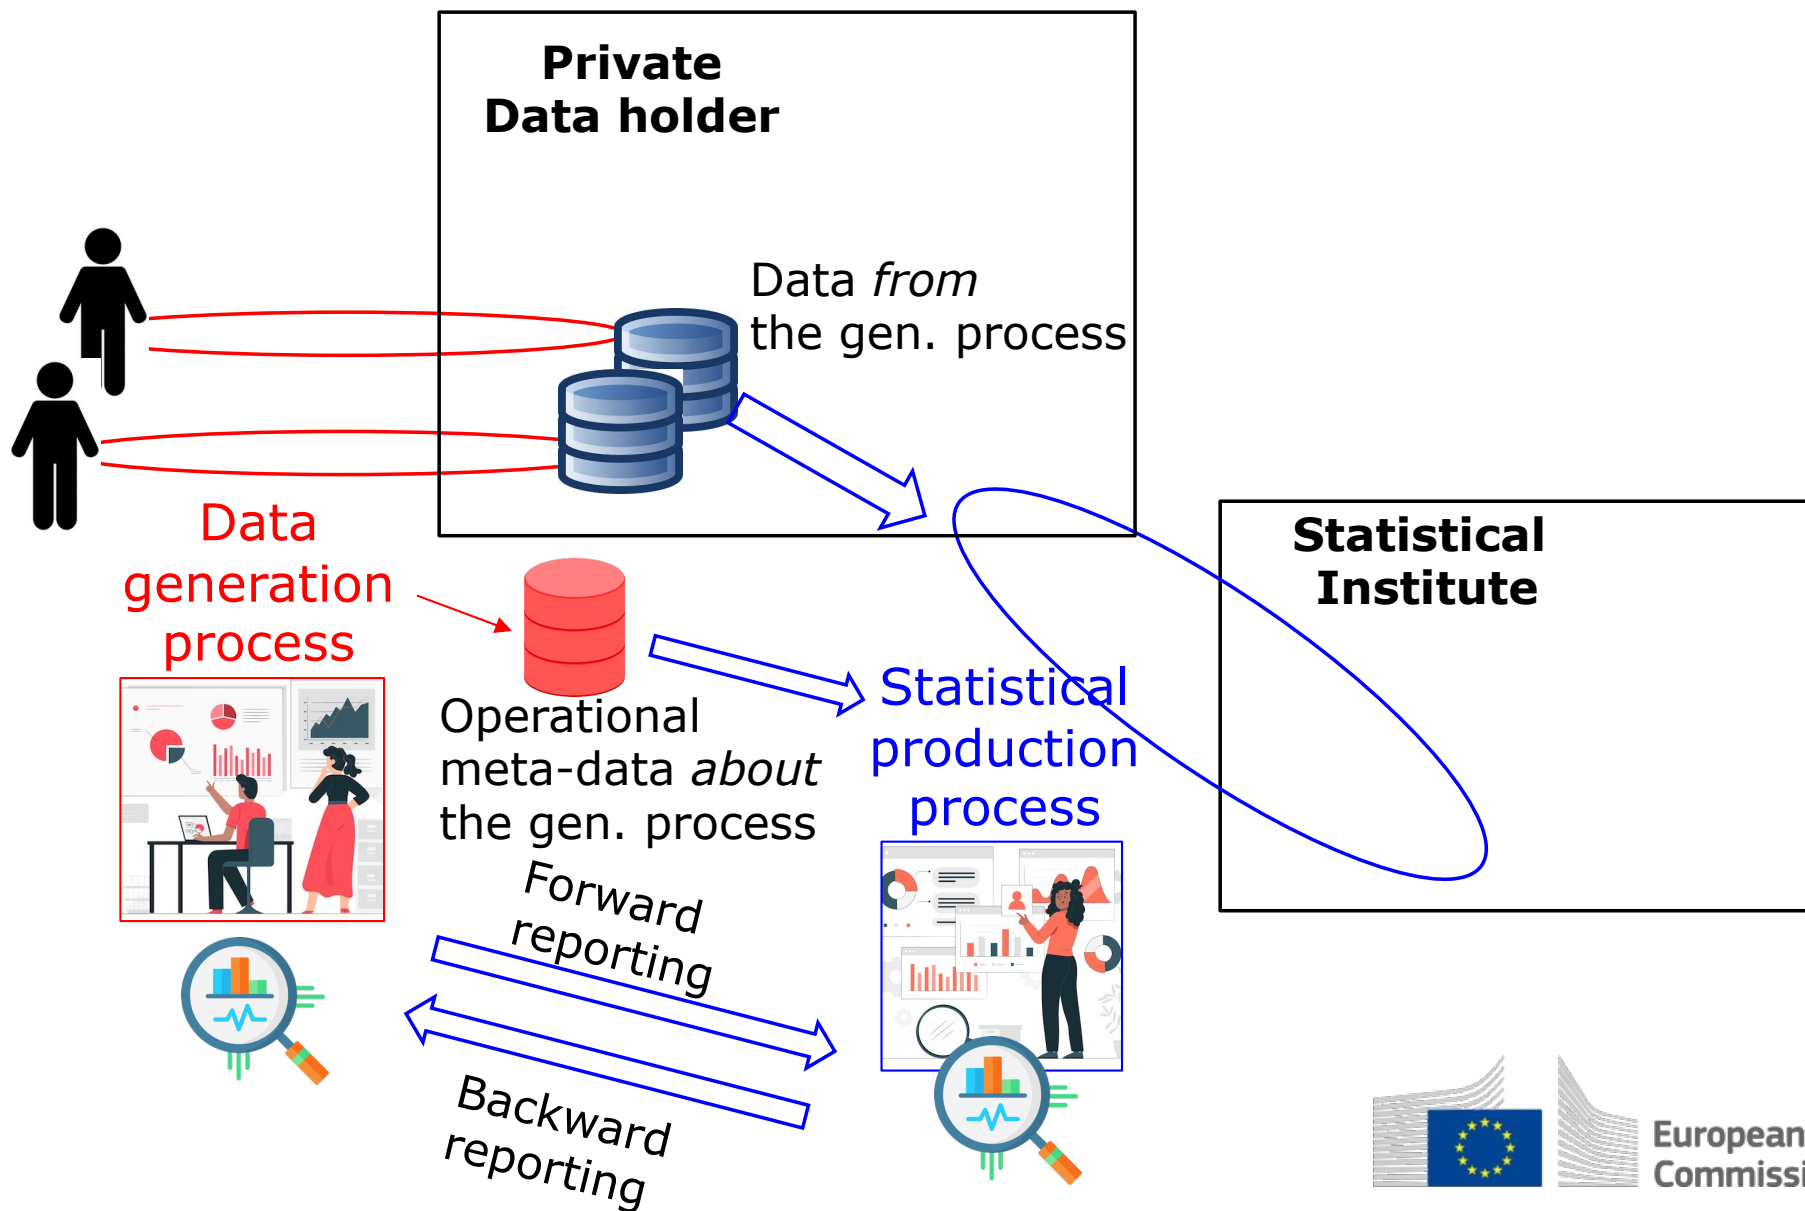 Private
Data holder
Data from
the gen. process
Data
generation
process
Statistical
Institute
Operational
meta-data about
the gen. process
Statistical
production
process
Forward
reporting
Backward
reporting
European
Commissi